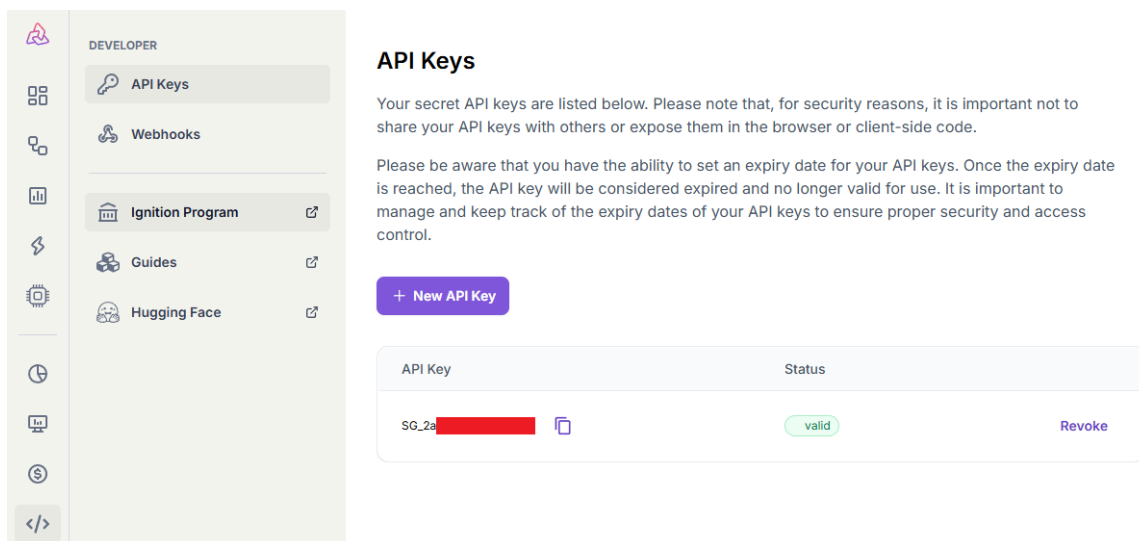 DEVELOPER
API Keys
Webhooks
Ignition Program
Guides
Hugging Face
API Keys
Your secret API keys are listed below. Please note that, for security reasons, it is important not to
share your API keys with others or expose them in the browser or client-side code.
Please be aware that you have the ability to set an expiry date for your API keys. Once the expiry date
is reached, the API key will be considered expired and no longer valid for use. It is important to
manage and keep track of the expiry dates of your API keys to ensure proper security and access
control.
+ New API Key
API Key Status
SG_2a valid Revoke